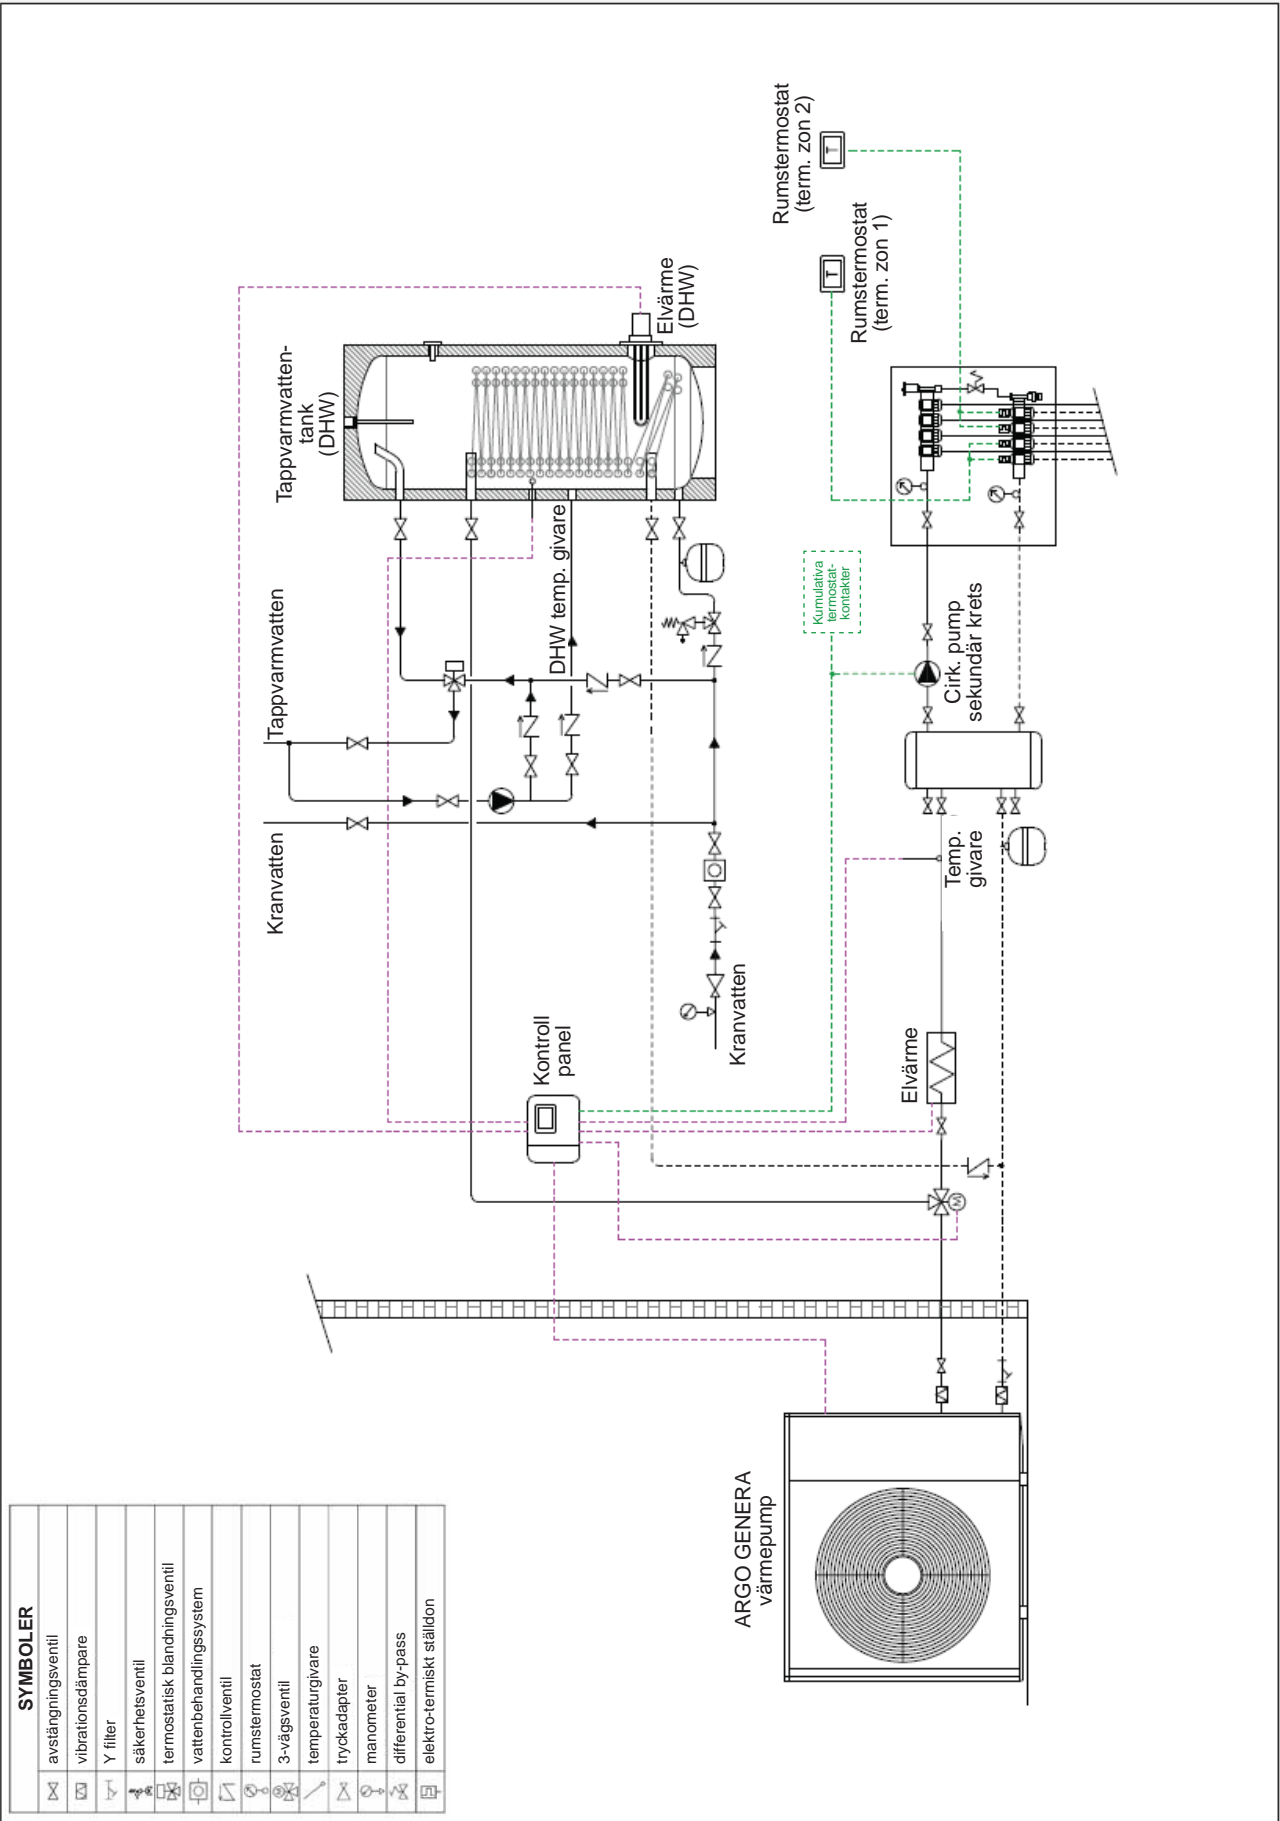 SYMBOLER
avstängningsventil
vibrationsdämpare
Y filter
säkerhetsventil
termostatisk blandningsventil
vattenbehandlingssystem
kontrollventil
rumstermostat
3-vägsventil
temperaturgivare
tryckadapter
manometer
differential by-pass
elektro-termiskt ställdon
ARGO GENERA
värmepump
Kontroll
panel
Kranvatten
Tappvarmvatten
Kranvatten
Tappvarmvatten-
tank
(DHW)
DHW temp. givare
Elvärme
(DHW)
Elvärme
Temp.
givare
Cirk. pump
sekundär krets
Kumulativa
termostat-
kontakter
Rumstermostat
(term. zon 1)
Rumstermostat
(term. zon 2)
T
T
M